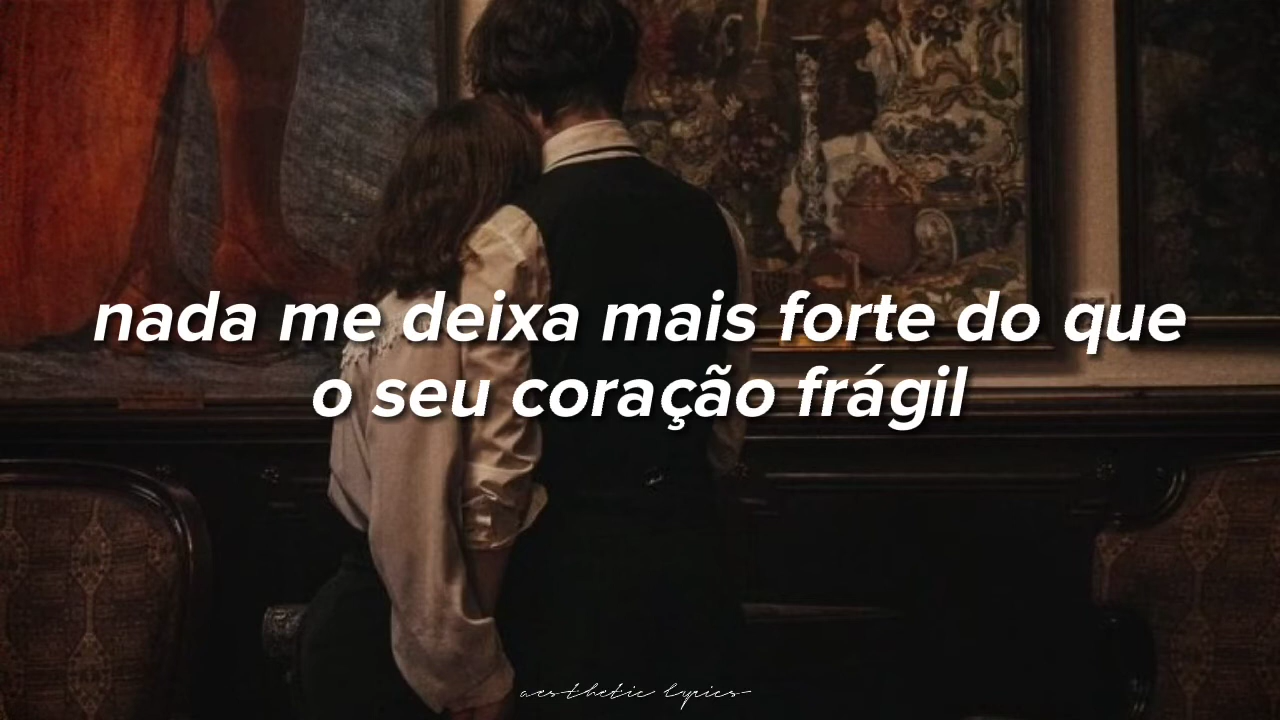 nada me deixa mais forte do que
o seu coração frágil
aesthetic lyrics